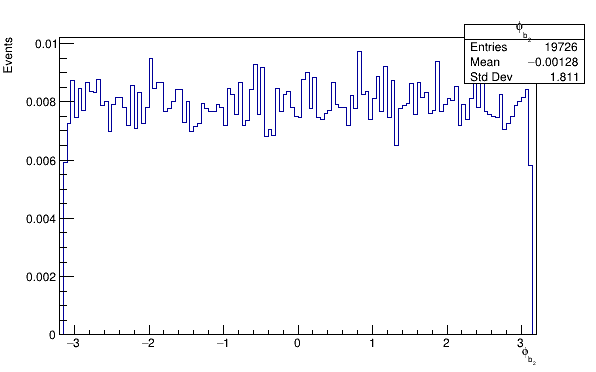 ϕb2
Entries 19726
Mean −0.00128
Std Dev 1.811
Events
0.01
0.008
0.006
0.004
0.002
0
−3 −2 −1 0 1 2 3
ϕb2